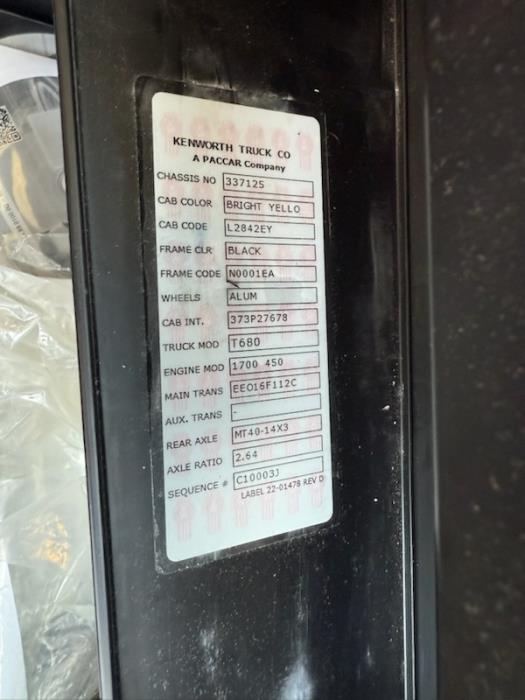 KENWORTH TRUCK CO
A PACCAR Company
CHASSIS NO 337125
CAB COLOR BRIGHT YELLO
CAB CODE L2842EY
FRAME CLR BLACK
FRAME CODE N0001EA
WHEELS ALUM
CAB INT. 373P27678
TRUCK MOD T680
ENGINE MOD 1700 450
MAIN TRANS EEO16F112C
AUX. TRANS -
REAR AXLE MT40-14X3
AXLE RATIO 2.64
SEQUENCE # C10003J
LABEL 22-01478 REV D